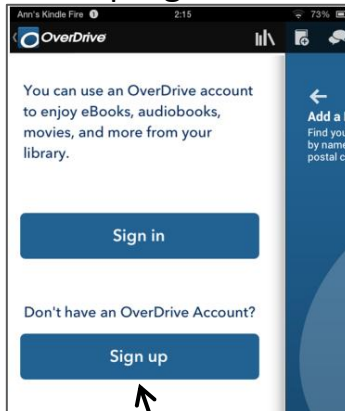 Ann's Kindle Fire 1 2:15 73%
OverDrive
You can use an OverDrive account
to enjoy eBooks, audiobooks,
movies, and more from your
library.
Sign in
Don't have an OverDrive Account?
Sign up
Add a
Find you
by name
postal c